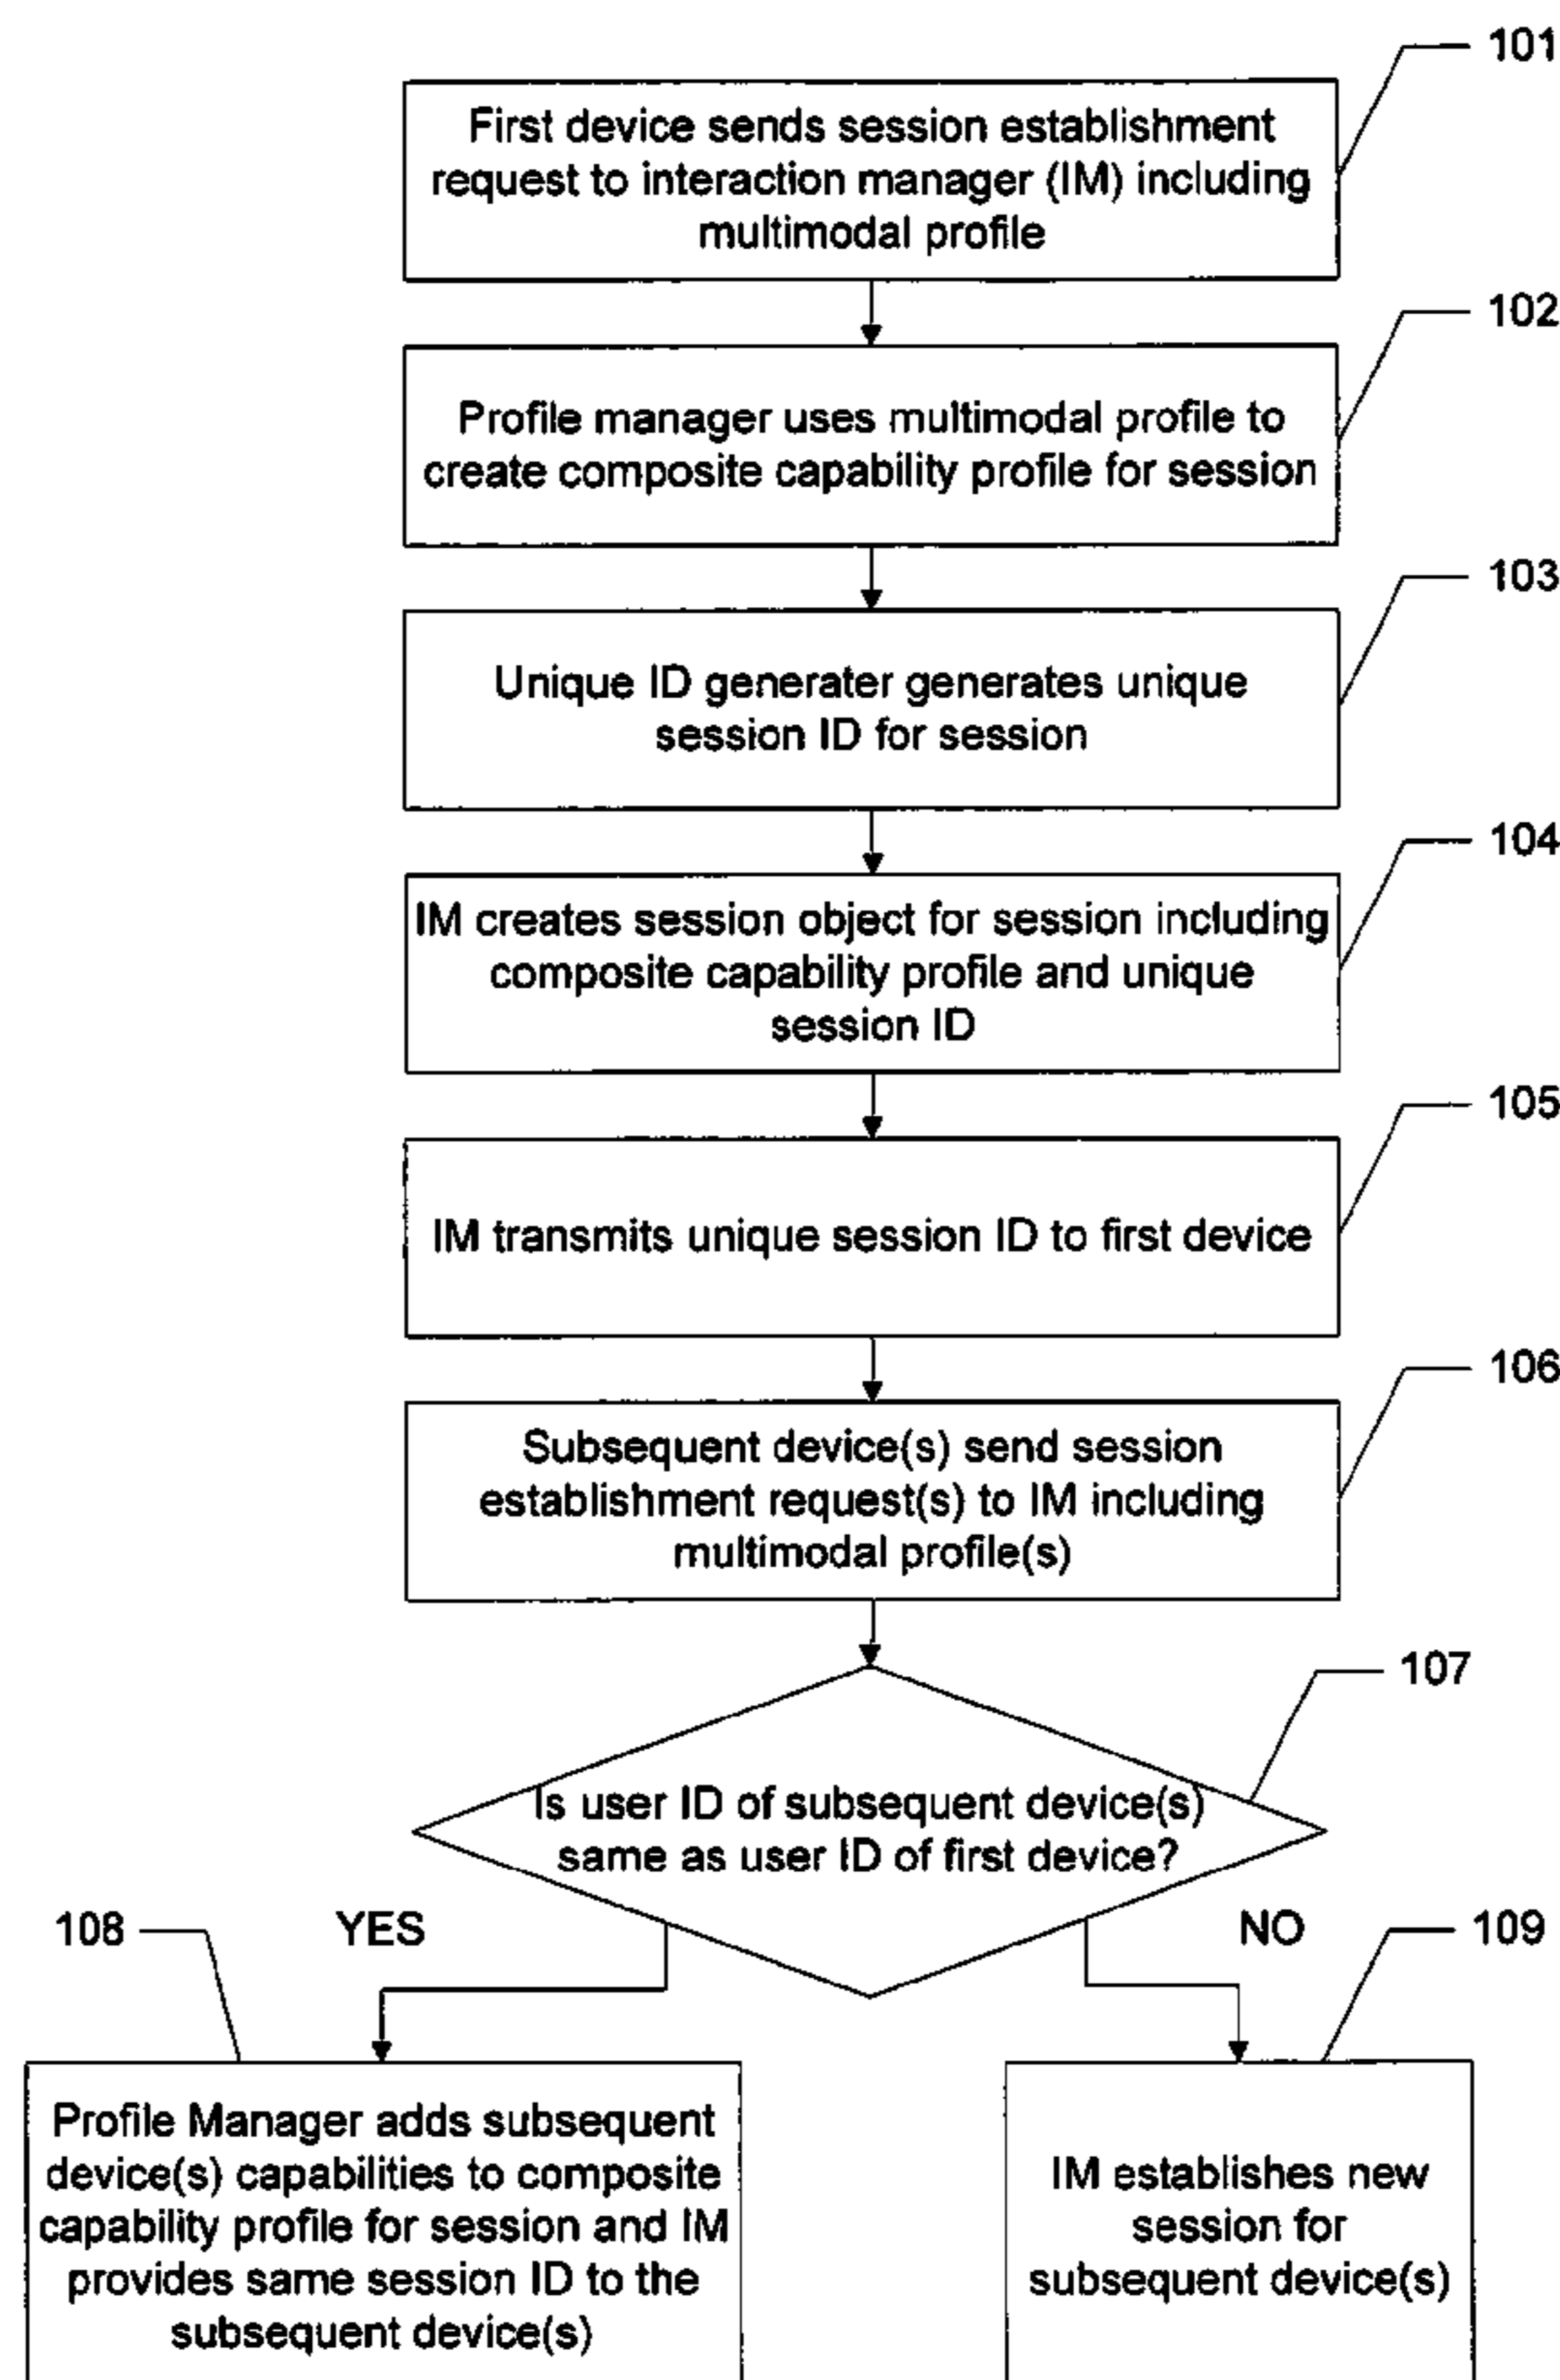 101
First device sends session establishment
request to interaction manager (IM) including
multimodal profile
102
Profile manager uses multimodal profile to
create composite capability profile for session
103
Unique ID generater generates unique
session ID for session
104
IM creates session object for session including
composite capability profile and unique
session ID
105
IM transmits unique session ID to first device
106
Subsequent device(s) send session
establishment request(s) to IM including
multimodal profile(s)
107
Is user ID of subsequent device(s)
same as user ID of first device?
108
YES
NO
109
Profile Manager adds subsequent
device(s) capabilities to composite
capability profile for session and IM
provides same session ID to the
subsequent device(s)
IM establishes new
session for
subsequent device(s)